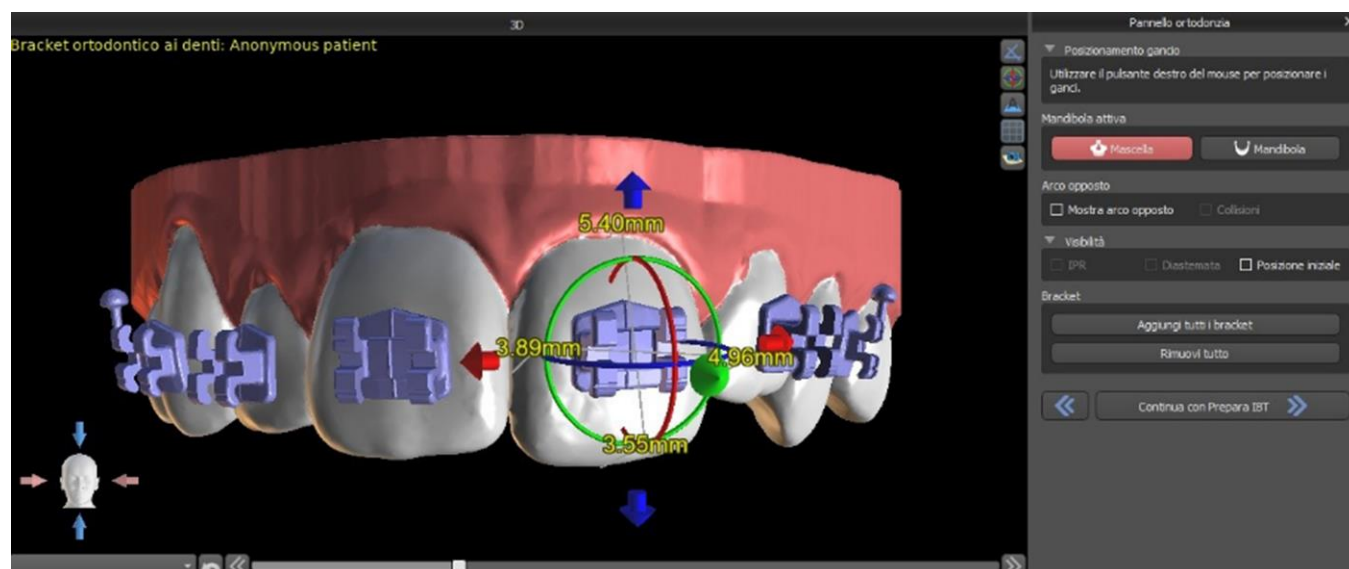 3D
Bracket ortodontico ai denti: Anonymous patient
5.40mm
3.89mm
4.96mm
3.55mm
Pannello ortodonzia
Posizionamento gancio
Utilizzare il pulsante destro del mouse per posizionare i
ganci.
Mandibola attiva
Mascella
Mandibola
Arco opposto
Mostra arco opposto
Collisioni
Visibilità
IPR
Diastemata
Posizione iniziale
Bracket
Aggiungi tutti i bracket
Rimuovi tutto
Continua con Prepara IBT